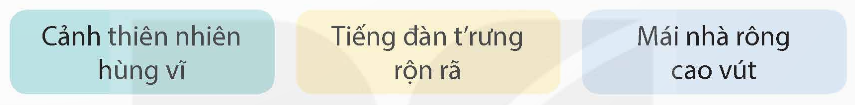 Cảnh thiên nhiên
hùng vĩ
Tiếng đàn t’rưng
rộn rã
Mái nhà rông
cao vút